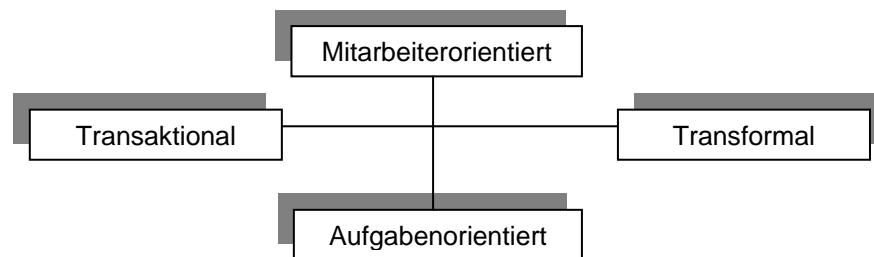 Mitarbeiterorientiert
Transaktional
Transformal
Aufgabenorientiert